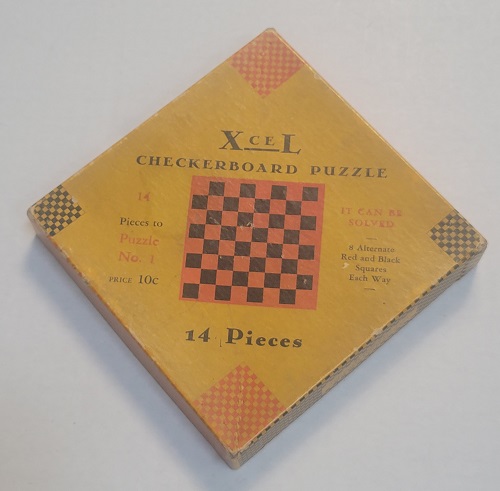 XCEL
CHECKERBOARD PUZZLE
14
Pieces to
Puzzle
No. 1
PRICE 10c
IT CAN BE
SOLVED
8 Alternate
Red and Black
Squares
Each Way
14 Pieces